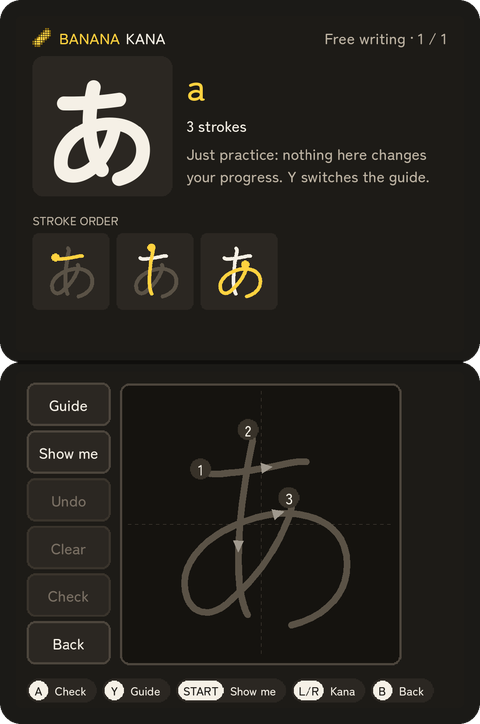 BANANA KANA
Free writing · 1 / 1
あ
a
3 strokes
Just practice: nothing here changes
your progress. Y switches the guide.
STROKE ORDER
あ あ あ
Guide
Show me
Undo
Clear
Check
Back
あ
1
2
3
A Check
Y Guide
START Show me
L/R Kana
B Back